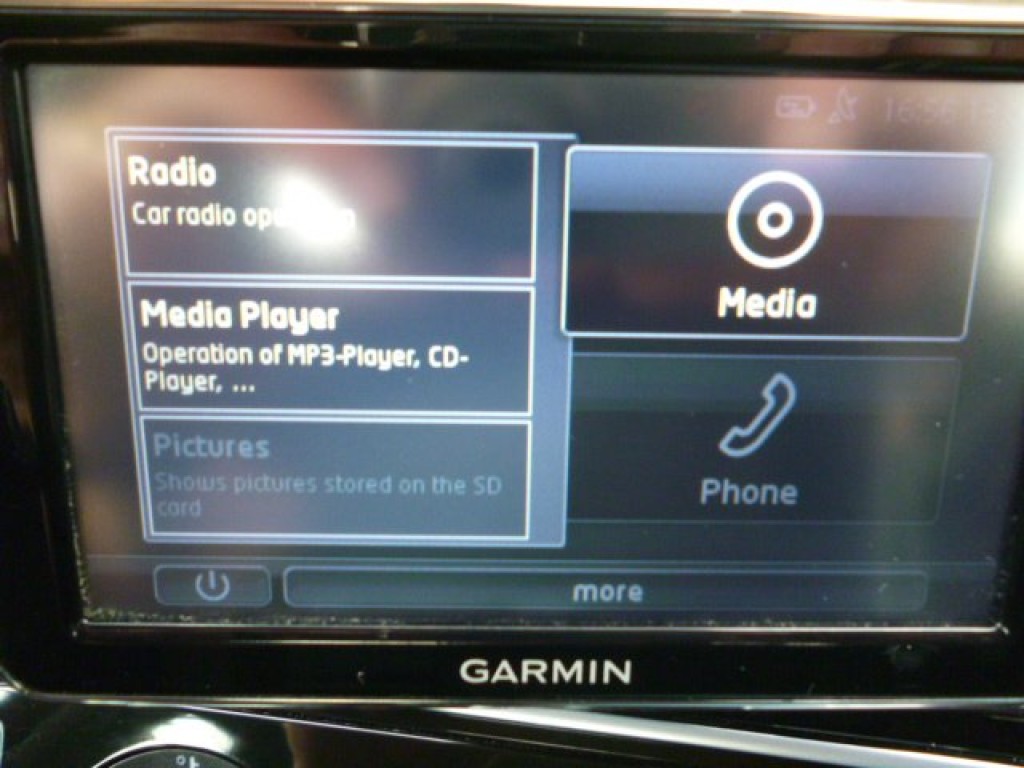 Radio
Car radio
Media Player
Operation of MP3-Player, CD-
Player, ...
Pictures
Shows pictures stored on the SD
card
Media
Phone
more
GARMIN